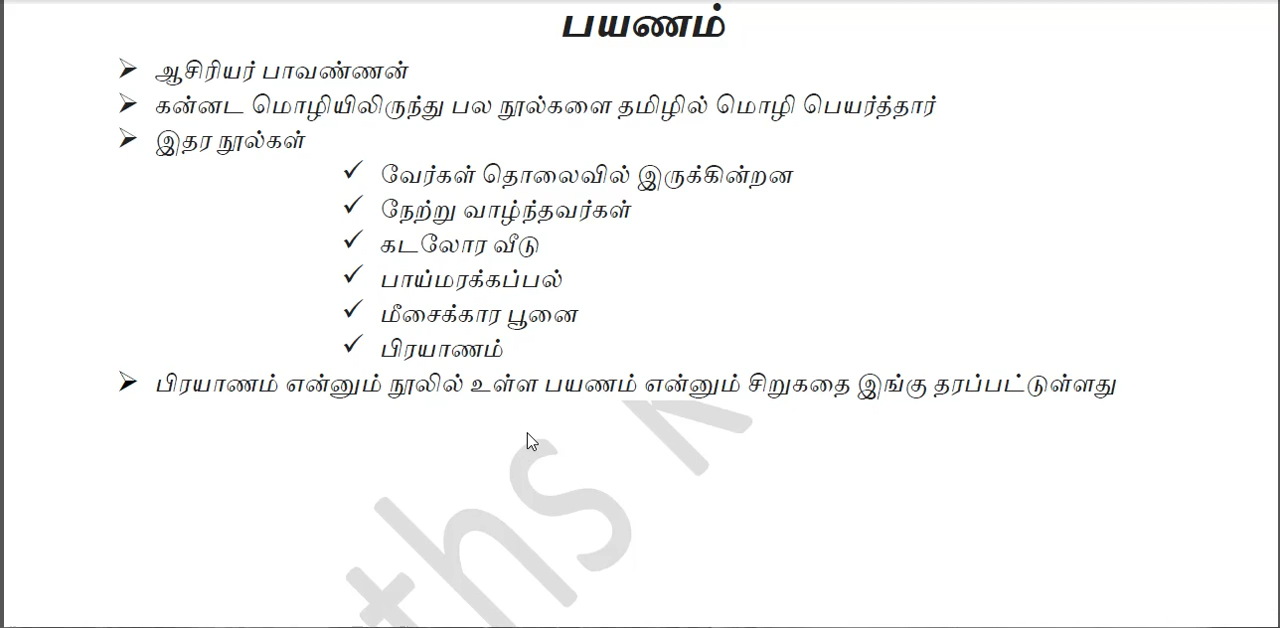 பயணம்
ஆசிரியர் பாவண்ணன்
கன்னட மொழியிலிருந்து பல நூல்களை தமிழில் மொழி பெயர்த்தார்
இதர நூல்கள்
வேர்கள் தொலைவில் இருக்கின்றன
நேற்று வாழ்ந்தவர்கள்
கடலோர வீடு
பாய்மரக்கப்பல்
மீசைக்கார பூனை
பிரயாணம்
பிரயாணம் என்னும் நூலில் உள்ள பயணம் என்னும் சிறுகதை இங்கு தரப்பட்டுள்ளது